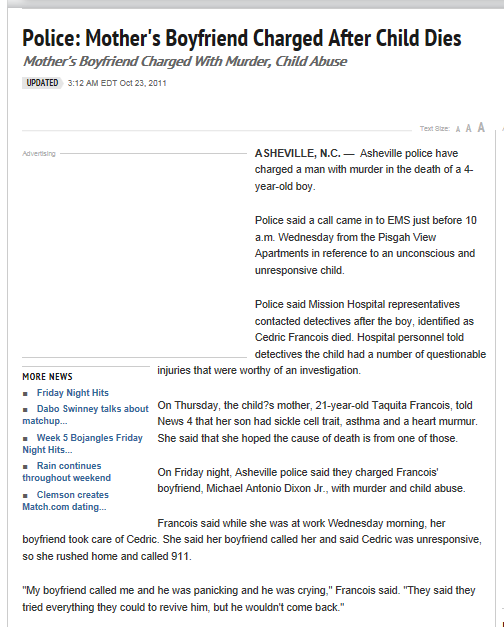 Police: Mother's Boyfriend Charged After Child Dies
Mother's Boyfriend Charged With Murder, Child Abuse
UPDATED 3:12 AM EDT Oct 23, 2011
Text Size: A A A
Advertising
ASHEVILLE, N.C. — Asheville police have
charged a man with murder in the death of a 4-
year-old boy.
Police said a call came in to EMS just before 10
a.m. Wednesday from the Pisgah View
Apartments in reference to an unconscious and
unresponsive child.
Police said Mission Hospital representatives
contacted detectives after the boy, identified as
Cedric Francois died. Hospital personnel told
detectives the child had a number of questionable
injuries that were worthy of an investigation.
MORE NEWS
Friday Night Hits
Dabo Swinney talks about
matchup...
Week 5 Bojangles Friday
Night Hits...
Rain continues
throughout weekend
Clemson creates
Match.com dating...
On Thursday, the child?s mother, 21-year-old Taquita Francois, told
News 4 that her son had sickle cell trait, asthma and a heart murmur.
She said that she hoped the cause of death is from one of those.
On Friday night, Asheville police said they charged Francois'
boyfriend, Michael Antonio Dixon Jr., with murder and child abuse.
Francois said while she was at work Wednesday morning, her
boyfriend took care of Cedric. She said her boyfriend called her and said Cedric was unresponsive,
so she rushed home and called 911.
"My boyfriend called me and he was panicking and he was crying," Francois said. "They said they
tried everything they could to revive him, but he wouldn't come back."